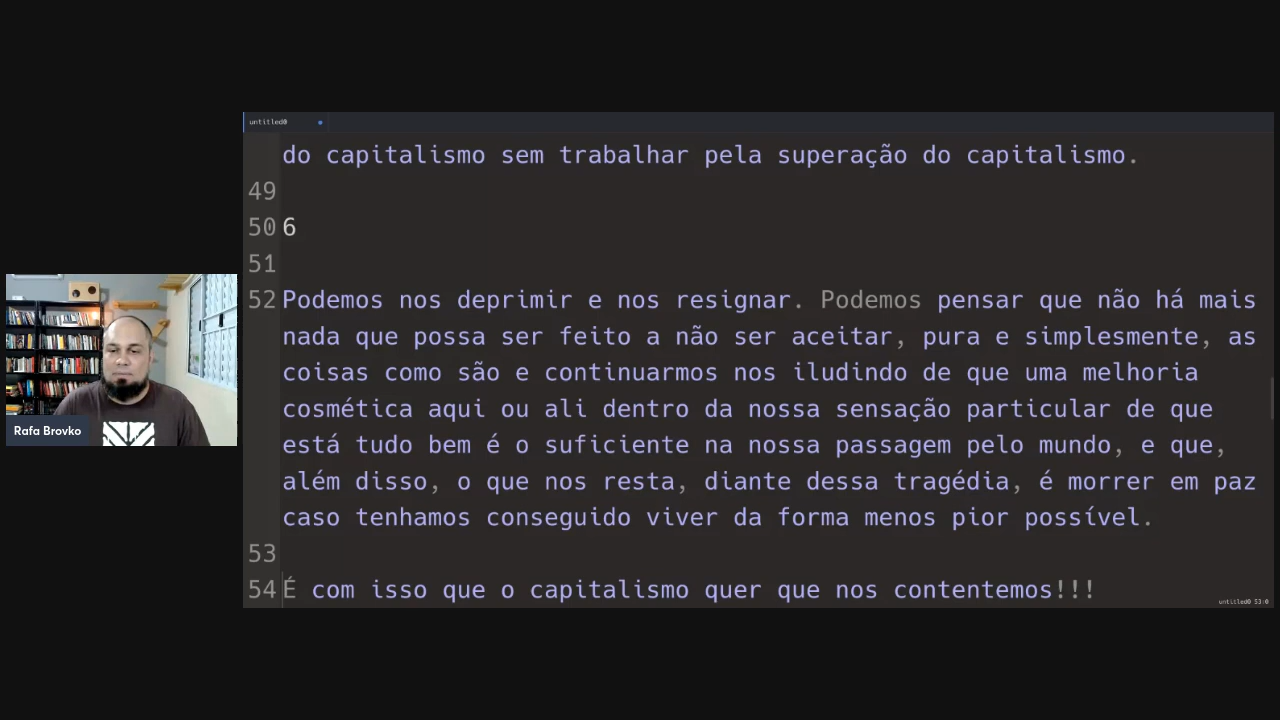 untitled0
do capitalismo sem trabalhar pela superação do capitalismo.
49
50 6
51
52 Podemos nos deprimir e nos resignar. Podemos pensar que não há mais
nada que possa ser feito a não ser aceitar, pura e simplesmente, as
coisas como são e continuarmos nos iludindo de que uma melhoria
cosmética aqui ou ali dentro da nossa sensação particular de que
está tudo bem é o suficiente na nossa passagem pelo mundo, e que,
além disso, o que nos resta, diante dessa tragédia, é morrer em paz
caso tenhamos conseguido viver da forma menos pior possível.
53
54 É com isso que o capitalismo quer que nos contentemos!!!
untitled0 53:0
Rafa Brovko